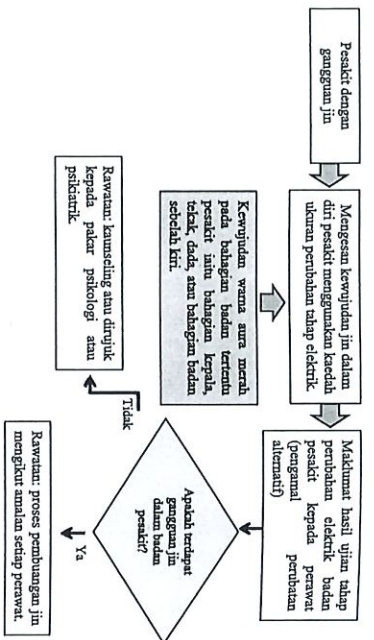 Pesakit dengan
gangguan jin
Mengesan kewujudan jin dalam
diri pesakit menggunakan kaedah
ukuran perubahan tahap elektrik.
Kewujudan warna aura merah
pada bahagian badan tertentu
pesakit iaitu bahagian kepala,
tekak, dada, atau bahagian badan
sebelah kiri.
Maklumat hasil ujian tahap
perubahan elektrik badan
pesakit kepada perawat
(pengamal perubatan
alternatif)
Apakah terdapat
gangguan jin
dalam badan
pesakit?
Tidak
Rawatan: kaunseling atau dirujuk
kepada pakar psikologi atau
psikiatrik.
Ya
Rawatan: proses pembuangan jin
mengikut amalan setiap perawat.